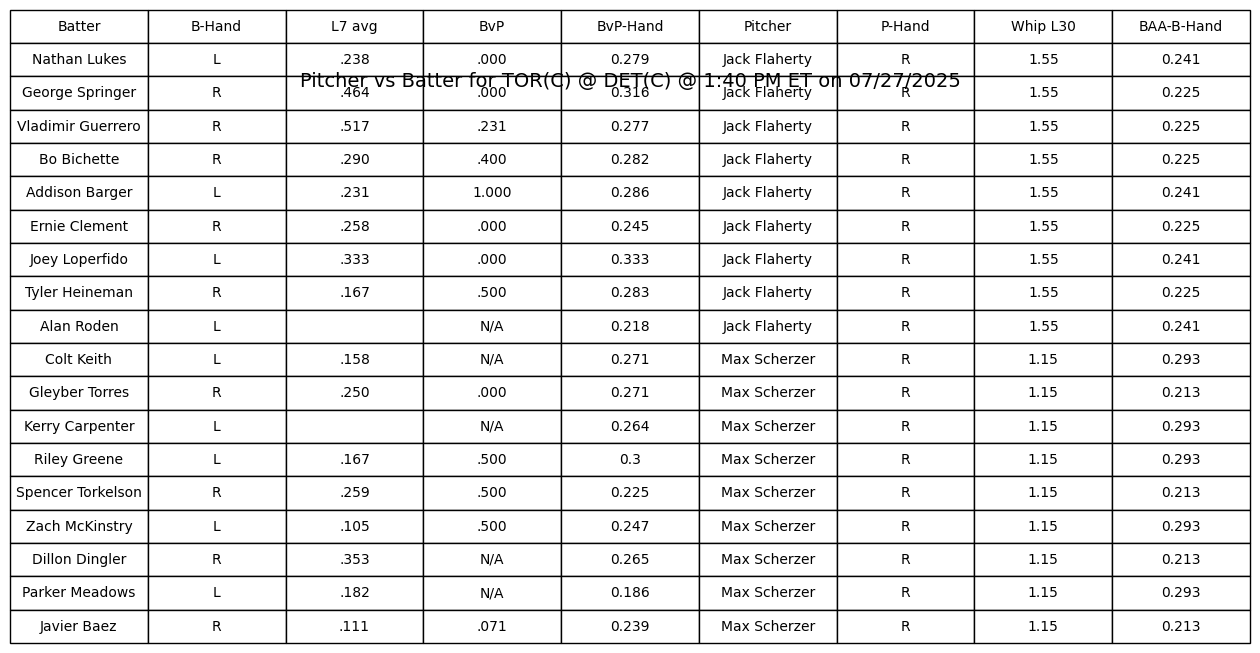 Batter B-Hand L7 avg BvP BvP-Hand Pitcher P-Hand Whip L30 BAA-B-Hand
Nathan Lukes L .238 .000 0.279 Jack Flaherty R 1.55 0.241
Pitcher vs Batter for TOR(C) @ DET(C) @ 1:40 PM ET on 07/27/2025
George Springer R .464 .000 0.316 Jack Flaherty R 1.55 0.225
Vladimir Guerrero R .517 .231 0.277 Jack Flaherty R 1.55 0.225
Bo Bichette R .290 .400 0.282 Jack Flaherty R 1.55 0.225
Addison Barger L .231 1.000 0.286 Jack Flaherty R 1.55 0.241
Ernie Clement R .258 .000 0.245 Jack Flaherty R 1.55 0.225
Joey Loperfido L .333 .000 0.333 Jack Flaherty R 1.55 0.241
Tyler Heineman R .167 .500 0.283 Jack Flaherty R 1.55 0.225
Alan Roden L N/A 0.218 Jack Flaherty R 1.55 0.241
Colt Keith L .158 N/A 0.271 Max Scherzer R 1.15 0.293
Gleyber Torres R .250 .000 0.271 Max Scherzer R 1.15 0.213
Kerry Carpenter L N/A 0.264 Max Scherzer R 1.15 0.293
Riley Greene L .167 .500 0.3 Max Scherzer R 1.15 0.293
Spencer Torkelson R .259 .500 0.225 Max Scherzer R 1.15 0.213
Zach McKinstry L .105 .500 0.247 Max Scherzer R 1.15 0.293
Dillon Dingler R .353 N/A 0.265 Max Scherzer R 1.15 0.213
Parker Meadows L .182 N/A 0.186 Max Scherzer R 1.15 0.293
Javier Baez R .111 .071 0.239 Max Scherzer R 1.15 0.213